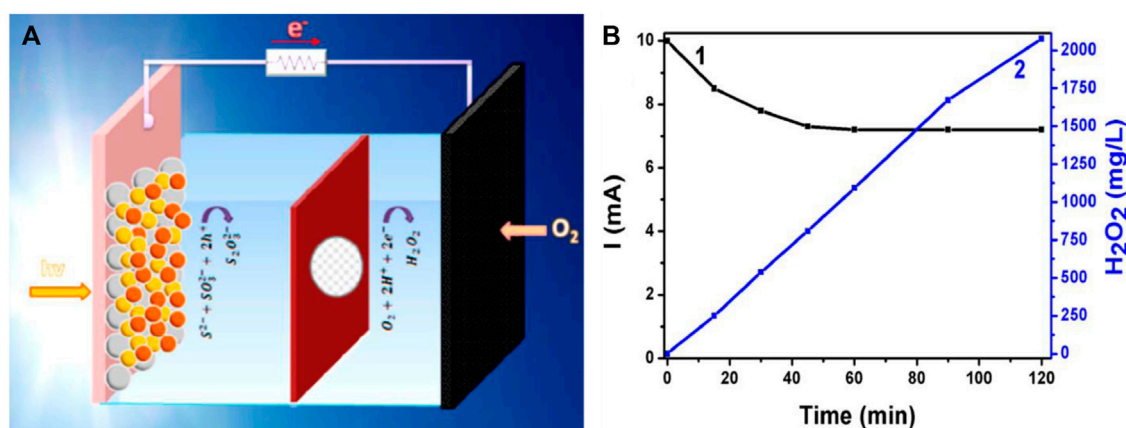 A
e⁻
hν
S²⁻ + SO₃²⁻ + 2h⁺
S₂O₃²⁻
O₂ + 2H⁺ + 2e⁻
H₂O₂
O₂
B
1
2
I (mA)
10
8
6
4
2
0
0 20 40 60 80 100 120
Time (min)
2000
1750
1500
1250
1000
750
500
250
0
H₂O₂ (mg/L)